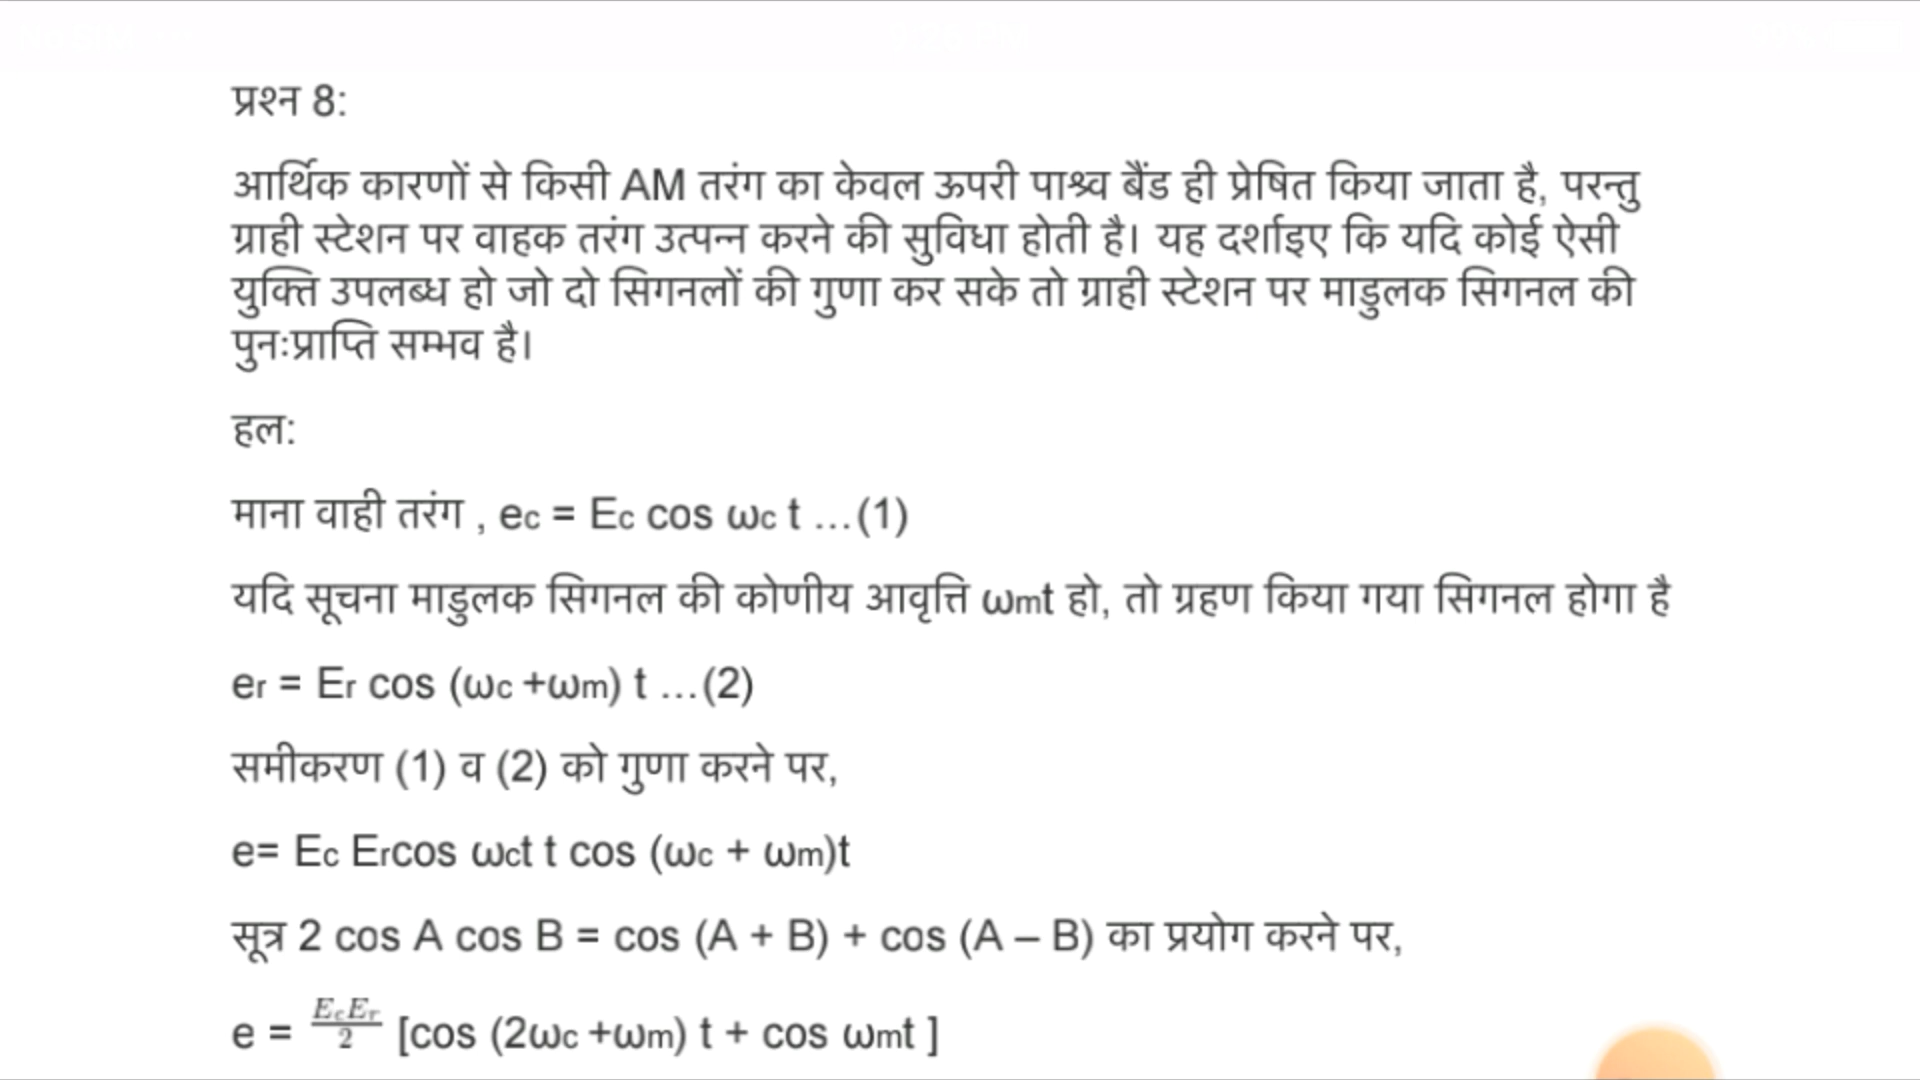 प्रश्न 8:
आर्थिक कारणों से किसी AM तरंग का केवल ऊपरी पाश्र्व बैंड ही प्रेषित किया जाता है, परन्तु
ग्राही स्टेशन पर वाहक तरंग उत्पन्न करने की सुविधा होती है। यह दर्शाइए कि यदि कोई ऐसी
युक्ति उपलब्ध हो जो दो सिगनलों की गुणा कर सके तो ग्राही स्टेशन पर माडुलक सिगनल की
पुनःप्राप्ति सम्भव है।
हल:
माना वाही तरंग , ec = Ec cos ωc t …(1)
यदि सूचना माडुलक सिगनल की कोणीय आवृत्ति ωmt हो, तो ग्रहण किया गया सिगनल होगा है
er = Er cos (ωc +ωm) t …(2)
समीकरण (1) व (2) को गुणा करने पर,
e= Ec Ercos ωct t cos (ωc + ωm)t
सूत्र 2 cos A cos B = cos (A + B) + cos (A – B) का प्रयोग करने पर,
e = EcEr/2 [cos (2ωc +ωm) t + cos ωmt ]